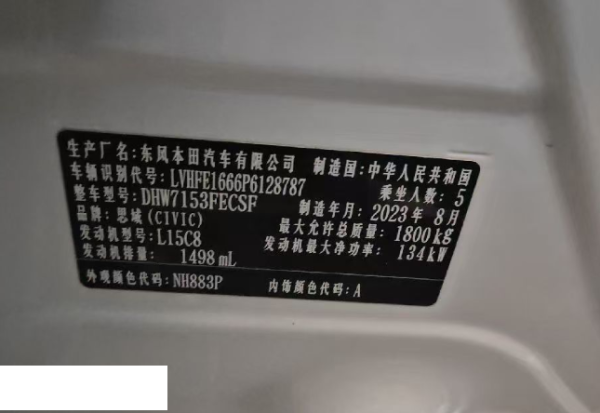 生产厂名:东风本田汽车有限公司 制造国:中华人民共和国
车辆识别代号:LVHFE1666P6128787 乘坐人数:5
整车型号:DHW7153FECSF 制造年月:2023年8月
品牌:思域(CIVIC) 最大允许总质量:1800kg
发动机型号:L15C8 发动机最大净功率:134kW
发动机排量:1498mL
外观颜色代码:NH883P 内饰颜色代码:A